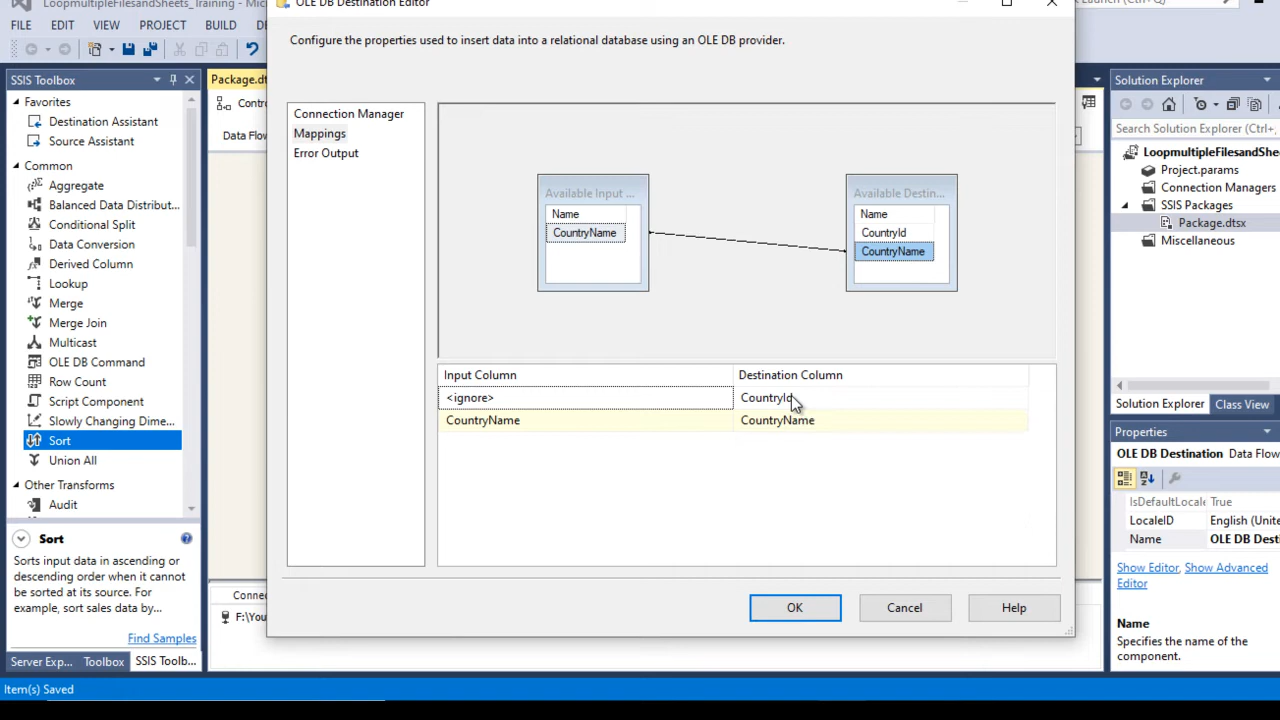 LoopmultipleFilesandSheets_Training - Mic
OLE DB Destination Editor
FILE EDIT VIEW PROJECT BUILD
Configure the properties used to insert data into a relational database using an OLE DB provider.
SSIS Toolbox
Favorites
Destination Assistant
Source Assistant
Common
Aggregate
Balanced Data Distribut...
Conditional Split
Data Conversion
Derived Column
Lookup
Merge
Merge Join
Multicast
OLE DB Command
Row Count
Script Component
Slowly Changing Dime...
Sort
Union All
Other Transforms
Audit
Sort
Sorts input data in ascending or
descending order when it cannot
be sorted at its source. For
example, sort sales data by...
Find Samples
Server Exp... Toolbox SSIS Toolb...
Item(s) Saved
Package.dt
Contro
Data Flow
Connec
F:\You
Connection Manager
Mappings
Error Output
Available Input ...
Name
CountryName
Available Destin...
Name
CountryId
CountryName
Input Column Destination Column
<ignore> CountryId
CountryName CountryName
OK Cancel Help
Solution Explorer
Search Solution Explorer (Ctrl+;
LoopmultipleFilesandShe
Project.params
Connection Managers
SSIS Packages
Package.dtsx
Miscellaneous
Solution Explorer Class View
Properties
OLE DB Destination Data Flow
IsDefaultLocale True
LocaleID English (Unite
Name OLE DB Desti
Show Editor, Show Advanced
Editor
Name
Specifies the name of the
component.